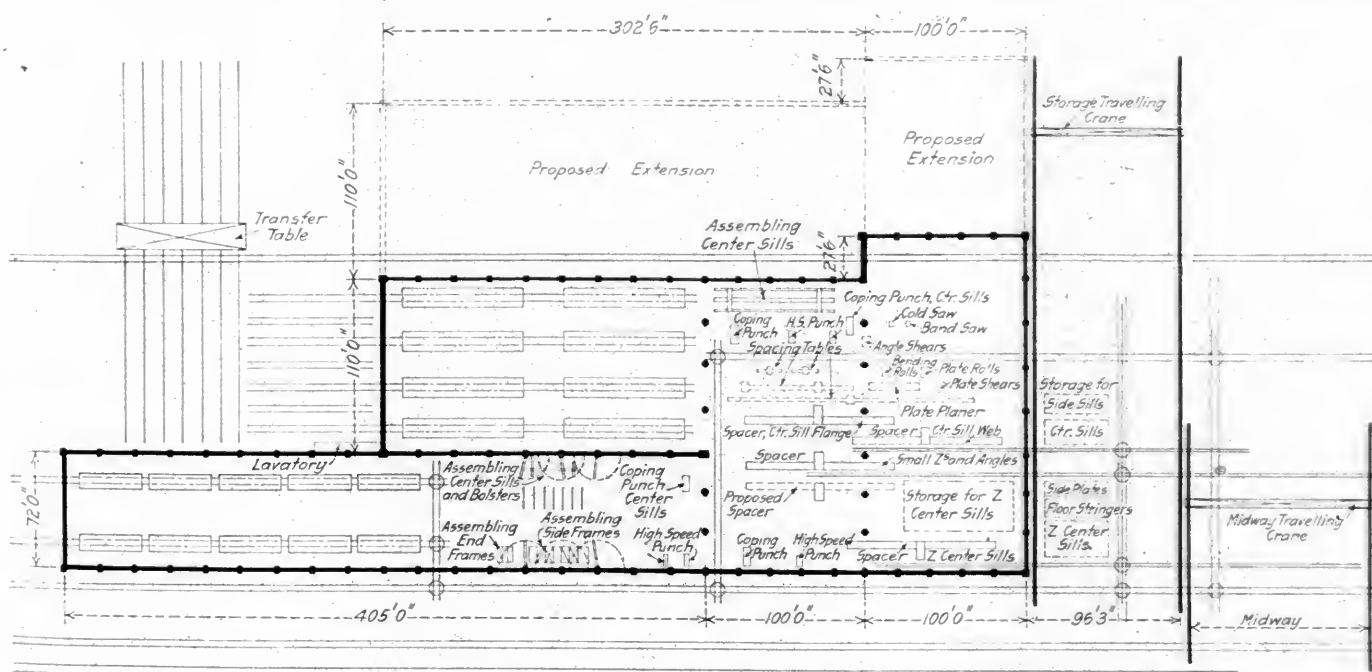 302'6"
100'0"
27'6"
Storage Travelling
Crane
Proposed
Extension
Proposed Extension
110'0"
Transfer
Table
Assembling
Center Sills
27'6"
110'0"
Coping Punch, Ctr. Sills
Cold Saw
Band Saw
Coping
Punch
H.S. Punch
Angle Shears
Spacing Tables
Bending
Rolls
Plate Rolls
Plate Shears
Storage for
Side Sills
Ctr. Sills
Plate Planer
Spacer, Ctr. Sill Flange
Spacer
Ctr. Sill Web
Lavatory
Assembling
Center Sills
and Bolsters
Coping
Punch
Center
Sills
Spacer
Small Z's and Angles
Proposed
Spacer
Storage for Z
Center Sills
Side Plates
Floor Stringers
Z Center
Sills
72'0"
Assembling
End
Frames
Assembling
Side Frames
High Speed
Punch
Coping
Punch
High Speed
Punch
Spacer
Z Center Sills
Midway Travelling
Crane
405'0"
100'0"
100'0"
96'3"
Midway